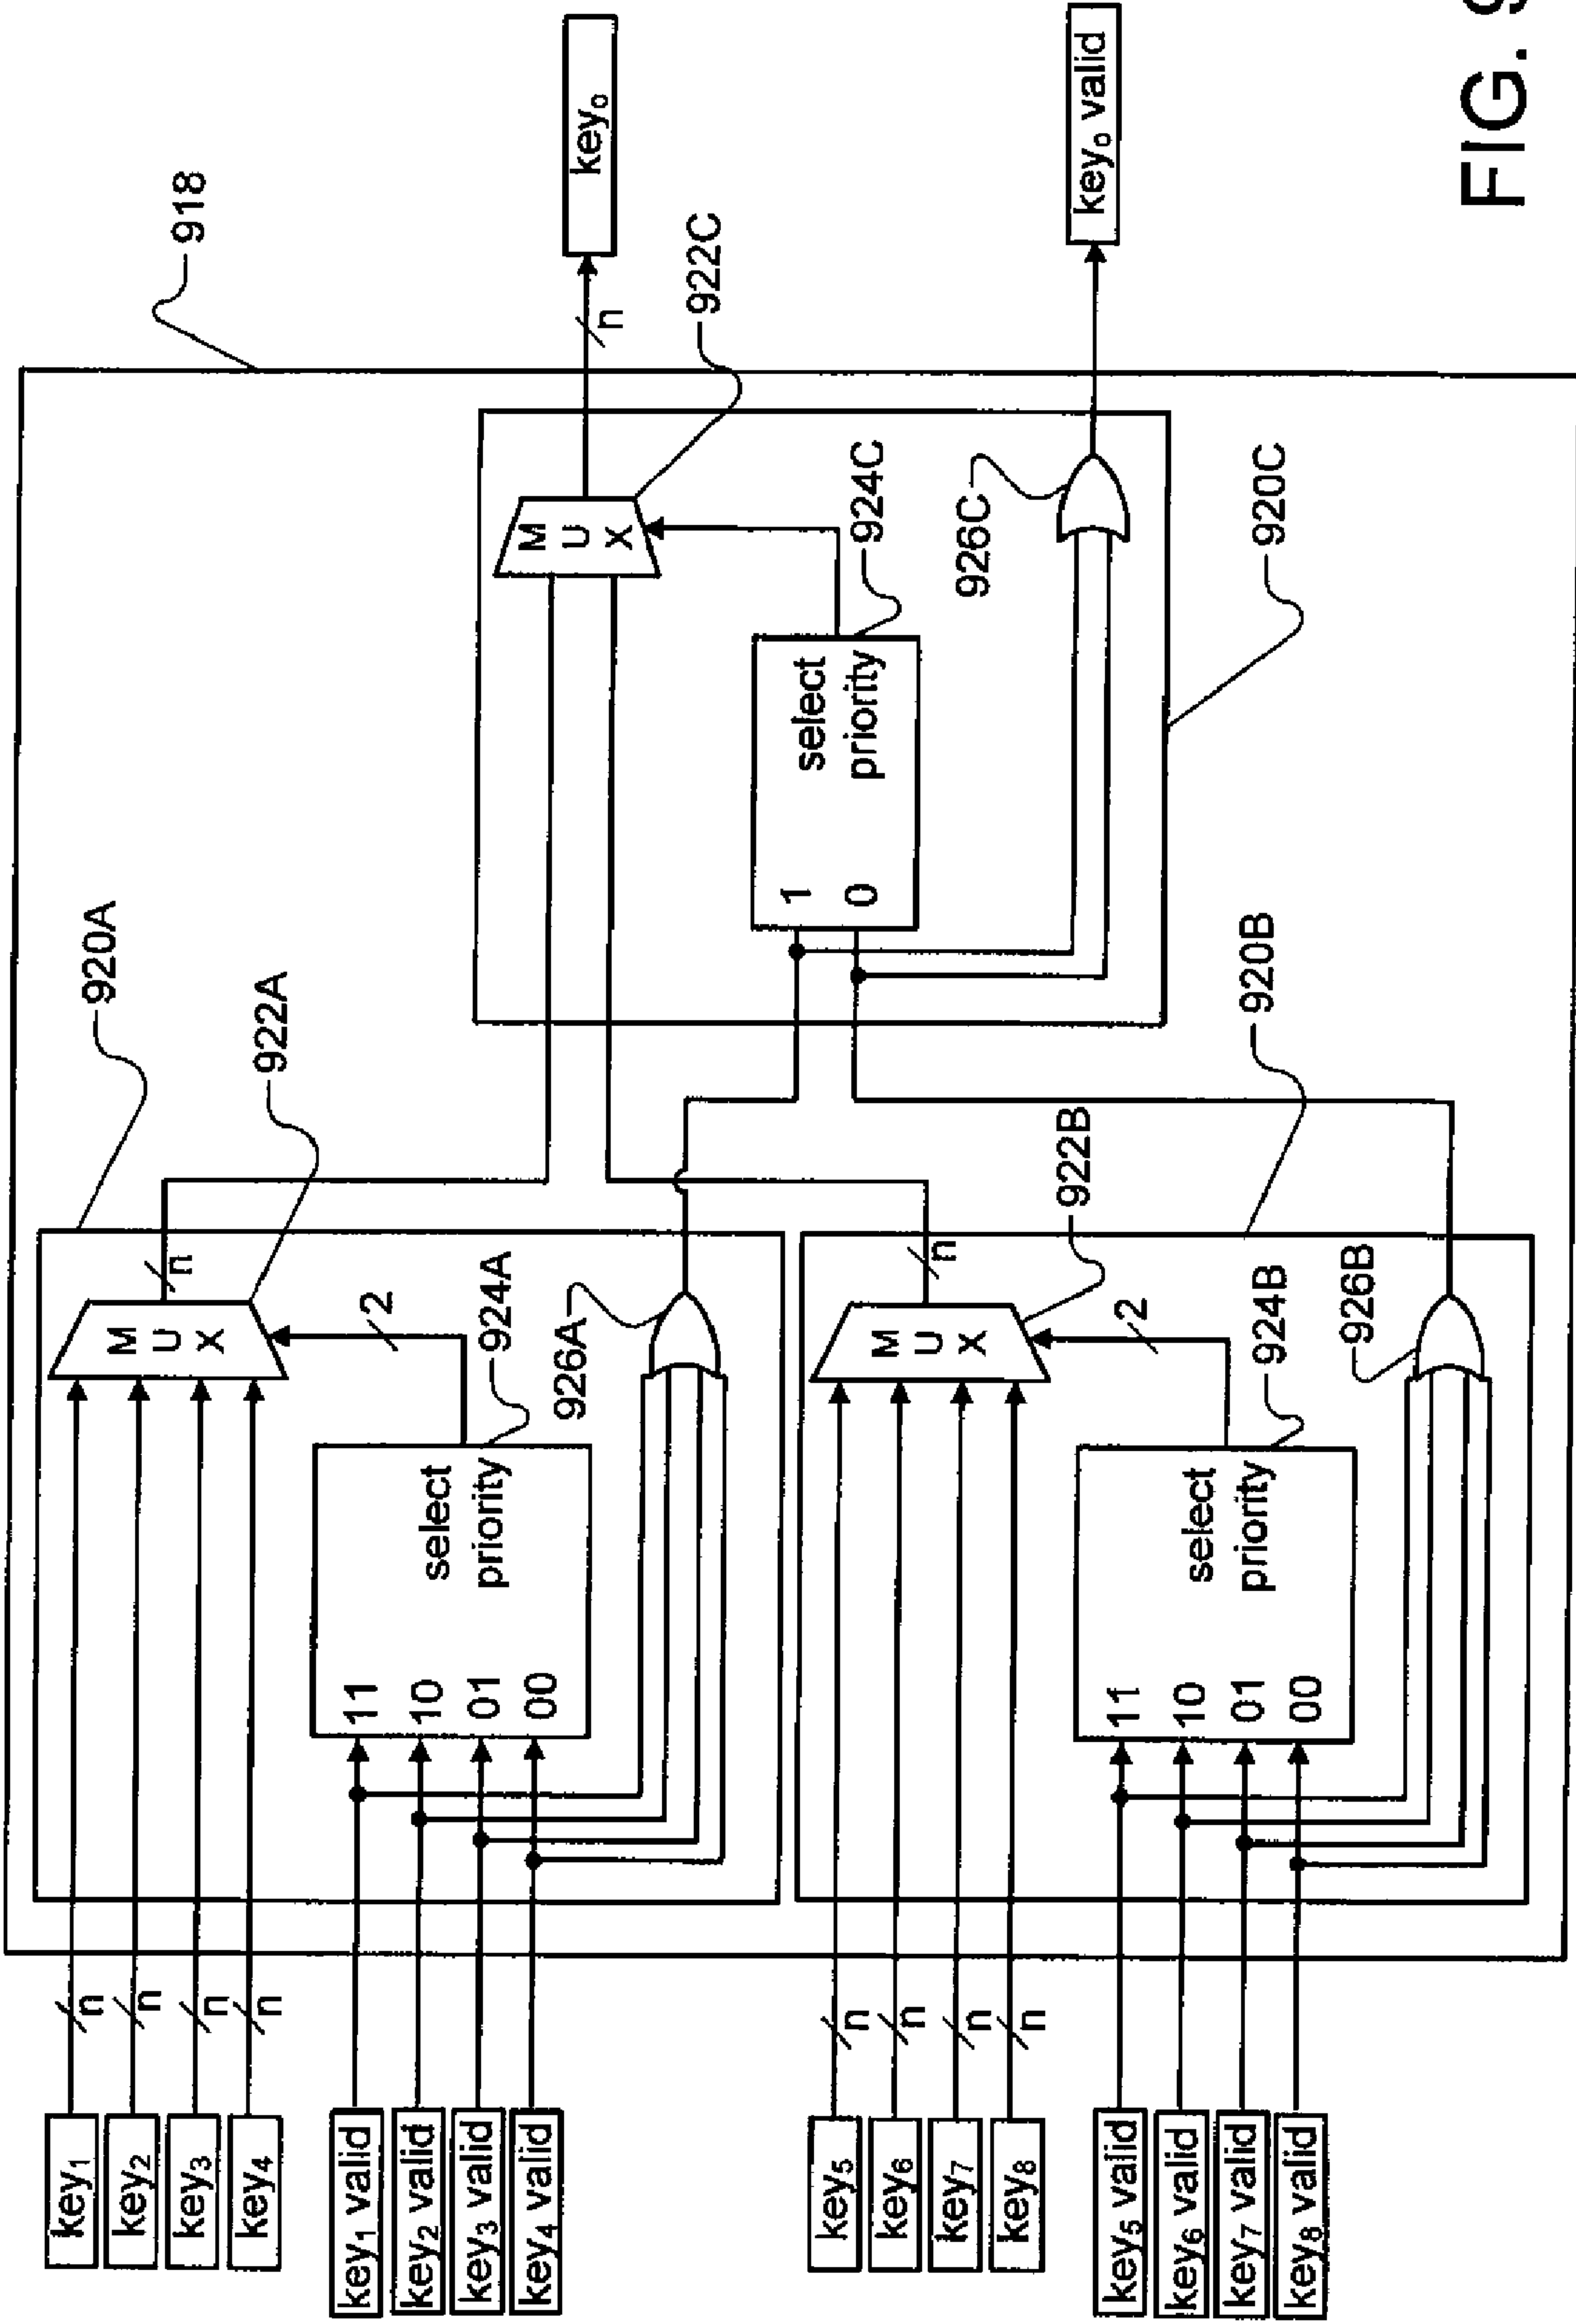 918
920A
922A
key₁
key₂
key₃
key₄
n
n
n
n
M
U
X
n
key₁ valid
key₂ valid
key₃ valid
key₄ valid
11
10
01
00
select
priority
2
924A
926A
key₅
key₆
key₇
key₈
n
n
n
n
M
U
X
n
922B
key₅ valid
key₆ valid
key₇ valid
key₈ valid
11
10
01
00
select
priority
2
924B
926B
920B
M
U
X
922C
1
0
select
priority
924C
926C
920C
n
key₀
key₀ valid
FIG. 9